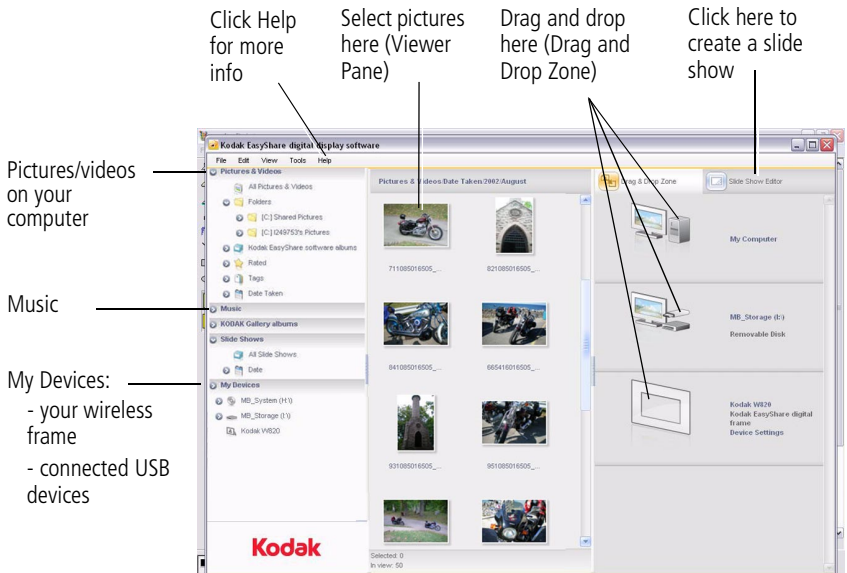 Click Help
for more
info
Select pictures
here (Viewer
Pane)
Drag and drop
here (Drag and
Drop Zone)
Click here to
create a slide
show
Pictures/videos
on your
computer
Music
My Devices:
- your wireless
frame
- connected USB
devices
Kodak EasyShare digital display software
File Edit View Tools Help
Pictures & Videos
All Pictures & Videos
Folders
[C:] Shared Pictures
[C:] I249753's Pictures
Kodak EasyShare software albums
Rated
Tags
Date Taken
Music
KODAK Gallery albums
Slide Shows
All Slide Shows
Date
My Devices
MB_System (H:\)
MB_Storage (I:\)
Kodak W820
Kodak
Pictures & Videos/Date Taken/2002/August
711085016505_...
821085016505_...
841085016505_...
665416016505_...
931085016505_...
951085016505_...
Selected: 0
In view: 50
Drag & Drop Zone
Slide Show Editor
My Computer
MB_Storage (I:)
Removable Disk
Kodak W820
Kodak EasyShare digital
frame
Device Settings